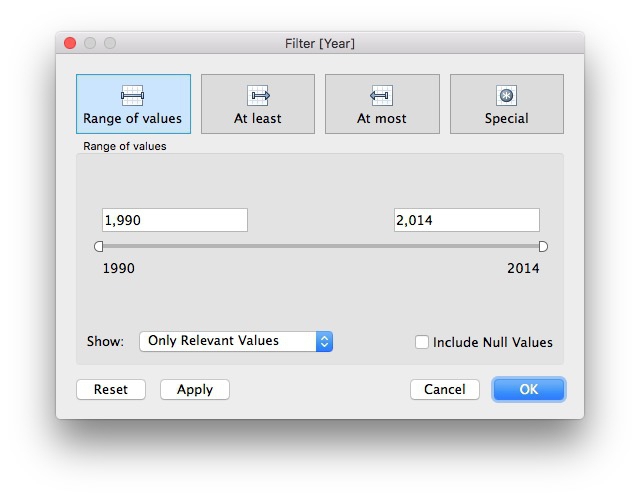 Filter [Year]
Range of values
At least
At most
Special
Range of values
1,990
2,014
1990
2014
Show:
Only Relevant Values
Include Null Values
Reset
Apply
Cancel
OK